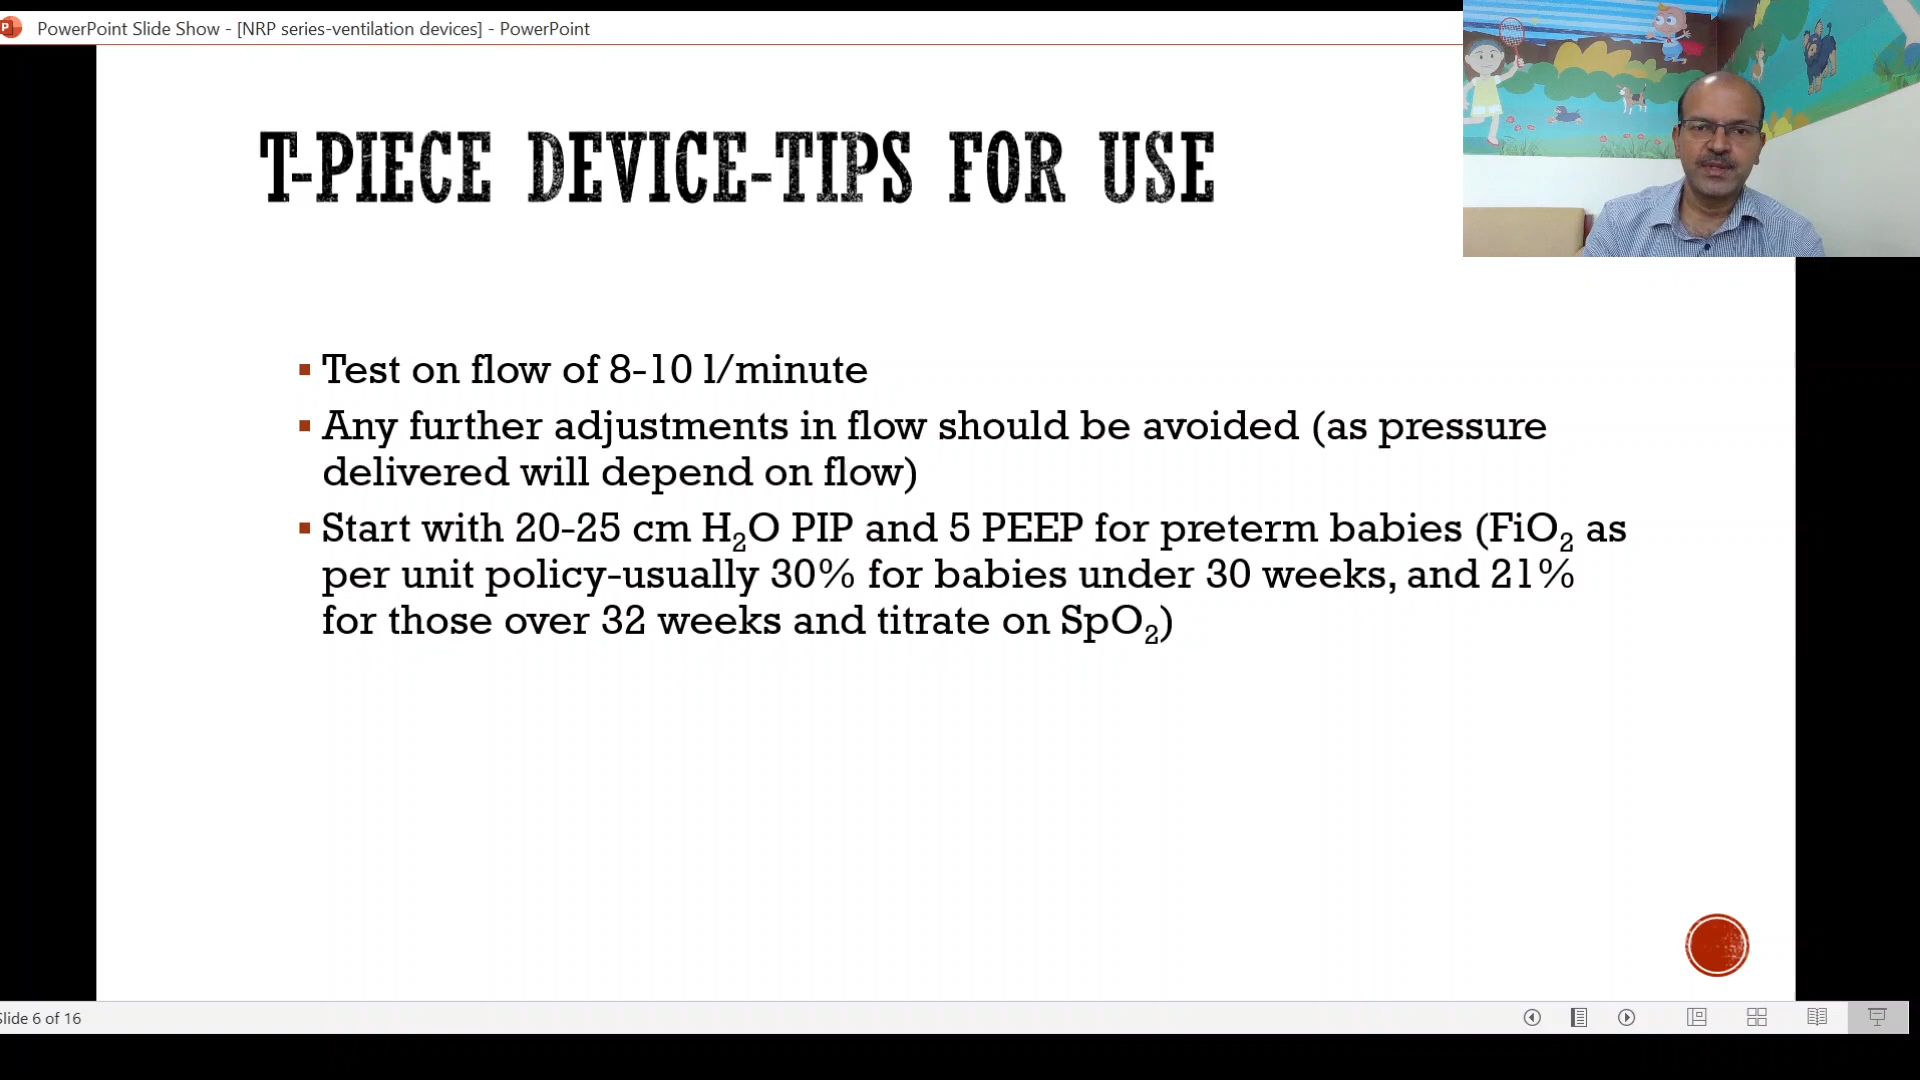 PowerPoint Slide Show - [NRP series-ventilation devices] - PowerPoint
T-PIECE DEVICE-TIPS FOR USE
▪ Test on flow of 8-10 l/minute
▪ Any further adjustments in flow should be avoided (as pressure
delivered will depend on flow)
▪ Start with 20-25 cm H₂O PIP and 5 PEEP for preterm babies (FiO₂ as
per unit policy-usually 30% for babies under 30 weeks, and 21%
for those over 32 weeks and titrate on SpO₂)
Slide 6 of 16